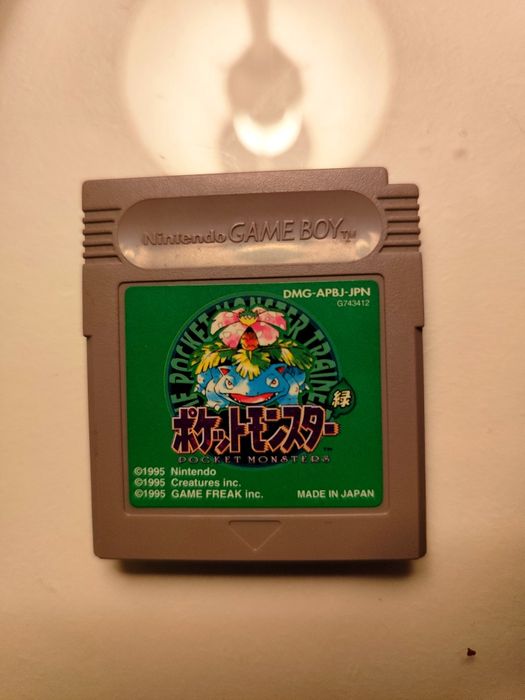 Nintendo GAME BOY TM
DMG-APBJ-JPN
G743412
POCKET MONSTER TRAINE
緑
ポケットモンスター
POCKET MONSTERS
©1995 Nintendo
©1995 Creatures inc.
©1995 GAME FREAK inc.
MADE IN JAPAN